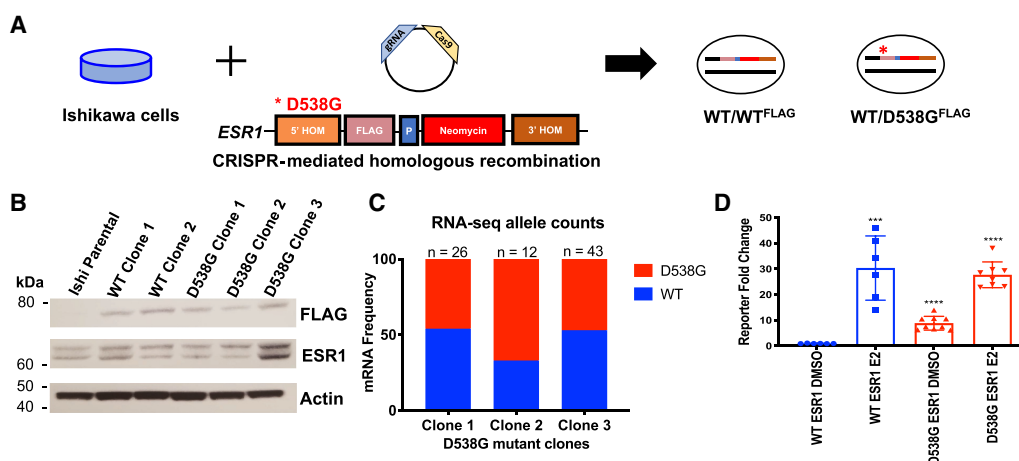 A
gRNA
Cas9
+
Ishikawa cells
* D538G
ESR1
5' HOM
FLAG
P
Neomycin
3' HOM
CRISPR-mediated homologous recombination
*
WT/WT^FLAG
WT/D538G^FLAG
B
Ishi Parental
WT Clone 1
WT Clone 2
D538G Clone 1
D538G Clone 2
D538G Clone 3
kDa
80 -
60 -
50 -
40 -
FLAG
ESR1
Actin
C
RNA-seq allele counts
n = 26
n = 12
n = 43
100
50
0
mRNA Frequency
D538G
WT
Clone 1
Clone 2
Clone 3
D538G mutant clones
D
Reporter Fold Change
50
40
30
20
10
0
***
****
****
WT ESR1 DMSO
WT ESR1 E2
D538G ESR1 DMSO
D538G ESR1 E2